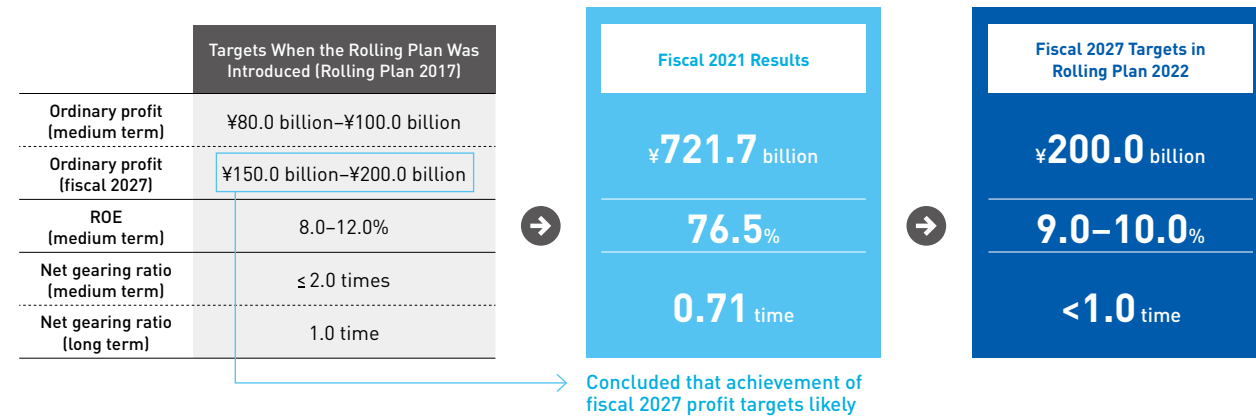 Targets When the Rolling Plan Was
Introduced (Rolling Plan 2017)
Ordinary profit
(medium term)
¥80.0 billion–¥100.0 billion
Ordinary profit
(fiscal 2027)
¥150.0 billion–¥200.0 billion
ROE
(medium term)
8.0–12.0%
Net gearing ratio
(medium term)
≤ 2.0 times
Net gearing ratio
(long term)
1.0 time
Fiscal 2021 Results
¥721.7 billion
76.5%
0.71 time
Concluded that achievement of
fiscal 2027 profit targets likely
Fiscal 2027 Targets in
Rolling Plan 2022
¥200.0 billion
9.0–10.0%
<1.0 time